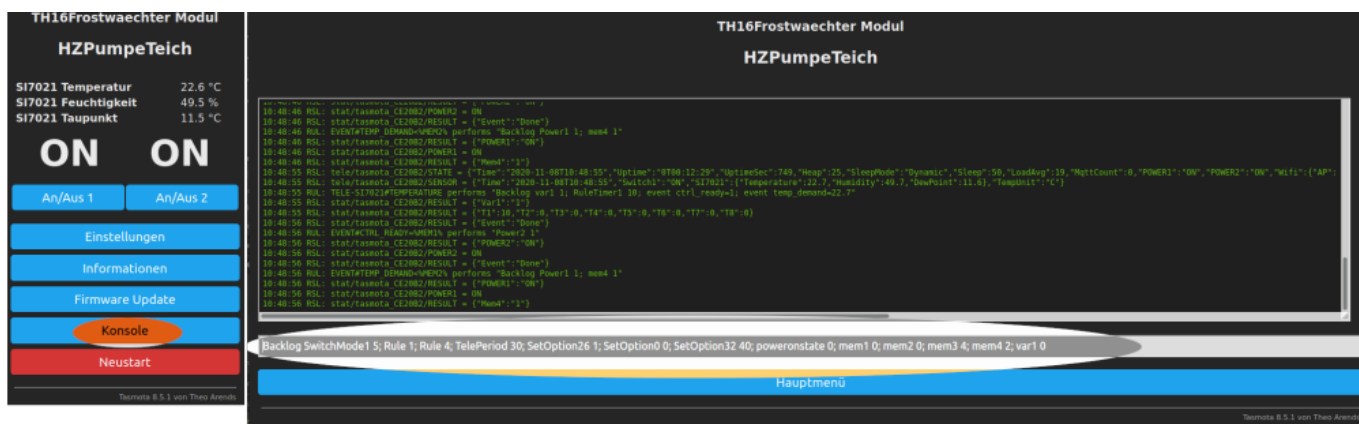 TH16Frostwaechter Modul
HZPumpeTeich
SI7021 Temperatur 22.6 °C
SI7021 Feuchtigkeit 49.5 %
SI7021 Taupunkt 11.5 °C
ON ON
An/Aus 1 An/Aus 2
Einstellungen
Informationen
Firmware Update
Konsole
Neustart
Tasmota 8.5.1 von Theo Arends
TH16Frostwaechter Modul
HZPumpeTeich
10:48:46 RSL: stat/tasmota_CE20B2/POWER2 = ON
10:48:46 RSL: stat/tasmota_CE20B2/RESULT = {"Event":"Done"}
10:48:46 RUL: EVENT#TEMP_DEMAND<%MEM2% performs "Backlog Power1 1; mem4 1"
10:48:46 RSL: stat/tasmota_CE20B2/RESULT = {"POWER1":"ON"}
10:48:46 RSL: stat/tasmota_CE20B2/POWER1 = ON
10:48:46 RSL: stat/tasmota_CE20B2/RESULT = {"Mem4":"1"}
10:48:55 RSL: tele/tasmota_CE20B2/STATE = {"Time":"2020-11-08T10:48:55","Uptime":"0T00:12:29","UptimeSec":749,"Heap":25,"SleepMode":"Dynamic","Sleep":50,"LoadAvg":19,"MqttCount":0,"POWER1":"ON","POWER2":"ON","Wifi":{"AP":
10:48:55 RSL: tele/tasmota_CE20B2/SENSOR = {"Time":"2020-11-08T10:48:55","Switch1":"ON","SI7021":{"Temperature":22.7,"Humidity":49.7,"DewPoint":11.6},"TempUnit":"C"}
10:48:55 RUL: TELE-SI7021#TEMPERATURE performs "Backlog var1 1; RuleTimer1 10; event ctrl_ready=1; event temp_demand=22.7"
10:48:55 RSL: stat/tasmota_CE20B2/RESULT = {"Var1":"1"}
10:48:55 RSL: stat/tasmota_CE20B2/RESULT = {"T1":10,"T2":0,"T3":0,"T4":0,"T5":0,"T6":0,"T7":0,"T8":0}
10:48:55 RSL: stat/tasmota_CE20B2/RESULT = {"Event":"Done"}
10:48:56 RUL: EVENT#CTRL_READY=%MEM1% performs "Power2 1"
10:48:56 RSL: stat/tasmota_CE20B2/RESULT = {"POWER2":"ON"}
10:48:56 RSL: stat/tasmota_CE20B2/POWER2 = ON
10:48:56 RSL: stat/tasmota_CE20B2/RESULT = {"Event":"Done"}
10:48:56 RUL: EVENT#TEMP_DEMAND<%MEM2% performs "Backlog Power1 1; mem4 1"
10:48:56 RSL: stat/tasmota_CE20B2/RESULT = {"POWER1":"ON"}
10:48:56 RSL: stat/tasmota_CE20B2/POWER1 = ON
10:48:56 RSL: stat/tasmota_CE20B2/RESULT = {"Mem4":"1"}
Backlog SwitchMode1 5; Rule 1; Rule 4; TelePeriod 30; SetOption26 1; SetOption0 0; SetOption32 40; poweronstate 0; mem1 0; mem2 0; mem3 4; mem4 2; var1 0
Hauptmenü
Tasmota 8.5.1 von Theo Arends